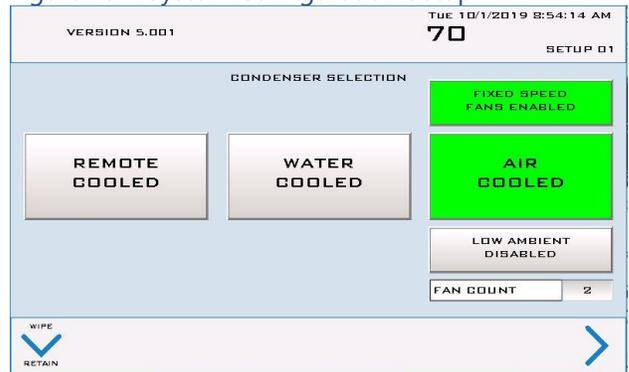 VERSION 5.001
TUE 10/1/2019 8:54:14 AM
70
SETUP 01
CONDENSER SELECTION
FIXED SPEED
FANS ENABLED
REMOTE
COOLED
WATER
COOLED
AIR
COOLED
LOW AMBIENT
DISABLED
FAN COUNT 2
WIPE
RETAIN